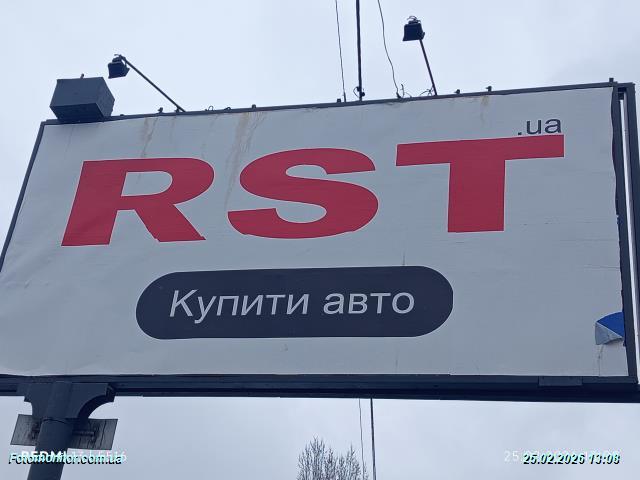 .ua
RST
Купити авто
Fotomonitor.com.ua
25.02.2026 13:08